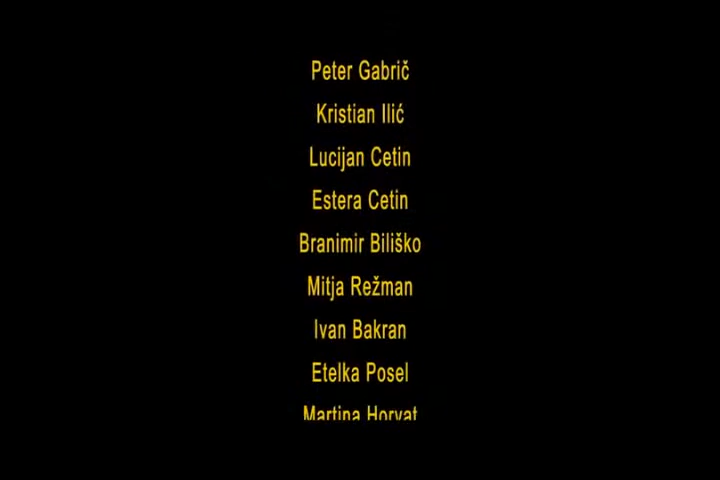 Peter Gabrič
Kristian Ilić
Lucijan Cetin
Estera Cetin
Branimir Biliško
Mitja Režman
Ivan Bakran
Etelka Posel
Martina Horvat